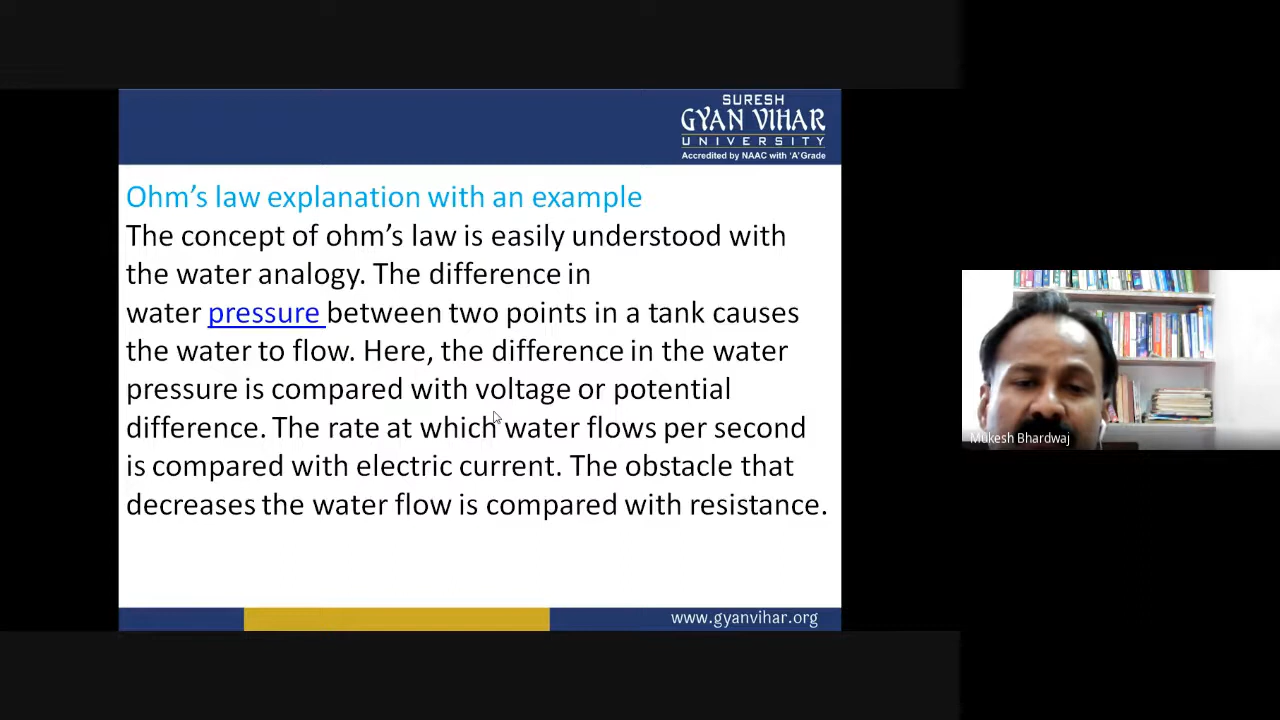 SURESH
GYAN VIHAR
UNIVERSITY
Accredited by NAAC with 'A' Grade
Ohm’s law explanation with an example
The concept of ohm’s law is easily understood with
the water analogy. The difference in
water pressure between two points in a tank causes
the water to flow. Here, the difference in the water
pressure is compared with voltage or potential
difference. The rate at which water flows per second
is compared with electric current. The obstacle that
decreases the water flow is compared with resistance.
www.gyanvihar.org
Mukesh Bhardwaj